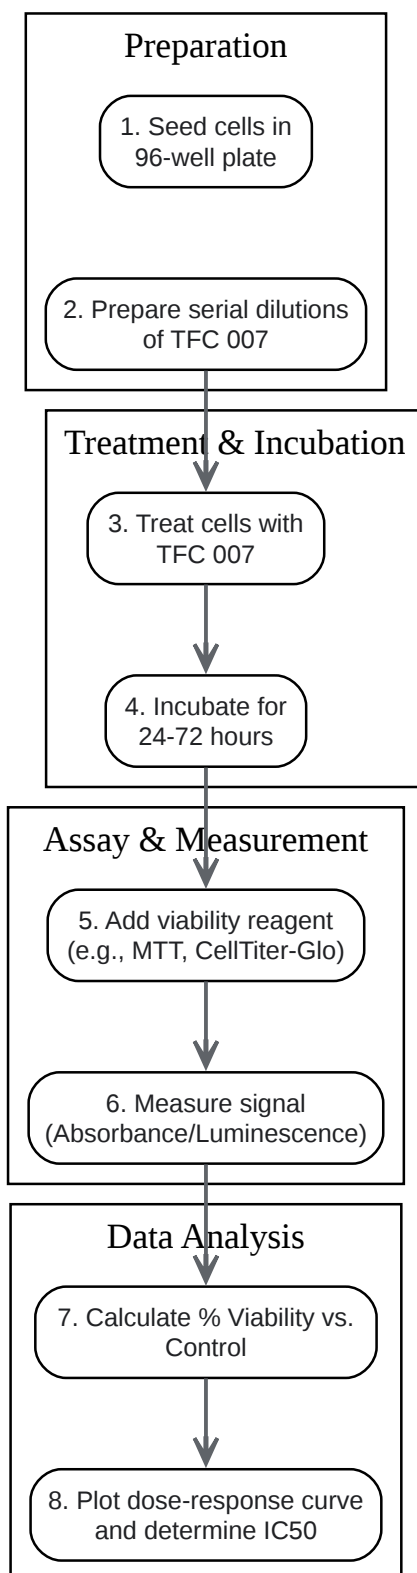 Preparation
1. Seed cells in
96-well plate
2. Prepare serial dilutions
of TFC 007
Treatment & Incubation
3. Treat cells with
TFC 007
4. Incubate for
24-72 hours
Assay & Measurement
5. Add viability reagent
(e.g., MTT, CellTiter-Glo)
6. Measure signal
(Absorbance/Luminescence)
Data Analysis
7. Calculate % Viability vs.
Control
8. Plot dose-response curve
and determine IC50